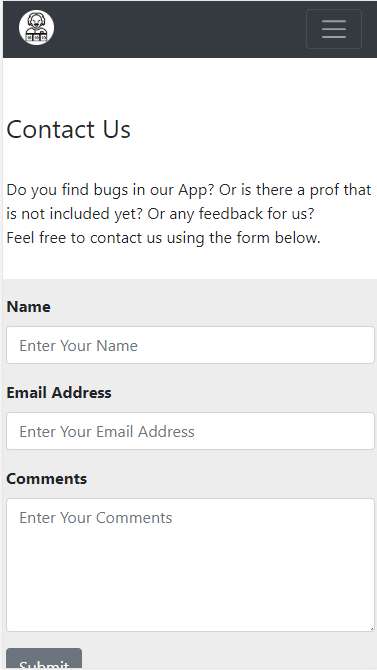 Contact Us
Do you find bugs in our App? Or is there a prof that
is not included yet? Or any feedback for us?
Feel free to contact us using the form below.
Name
Enter Your Name
Email Address
Enter Your Email Address
Comments
Enter Your Comments
Submit